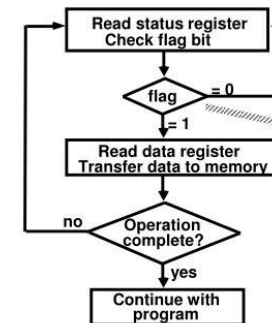 Read status register
Check flag bit
flag
= 0
= 1
Read data register
Transfer data to memory
no
Operation
complete?
yes
Continue with
program